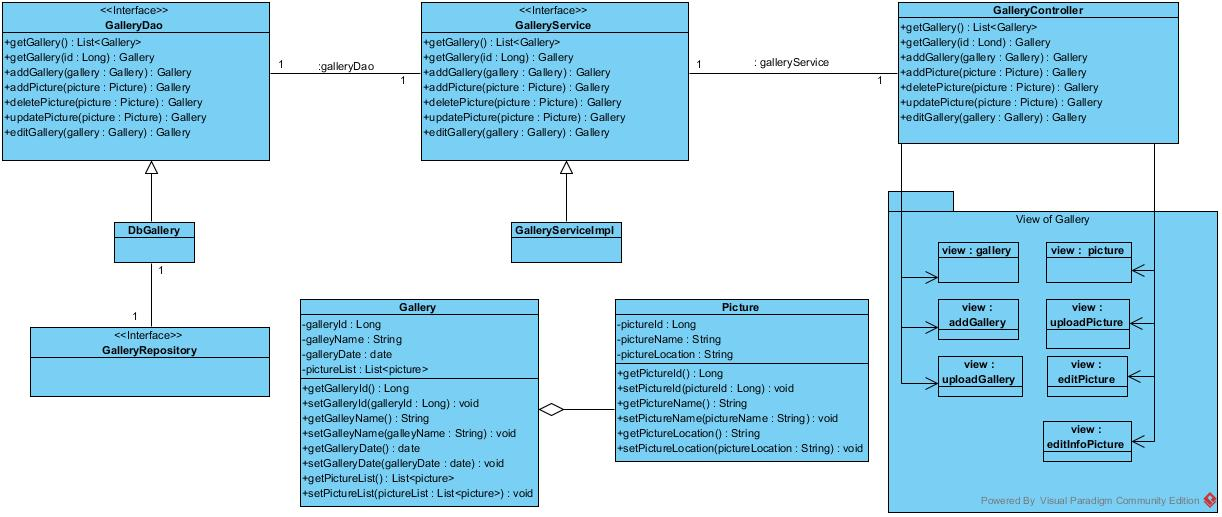 <<Interface>>
GalleryDao
+getGallery() : List<Gallery>
+getGallery(id : Long) : Gallery
+addGallery(gallery : Gallery) : Gallery
+addPicture(picture : Picture) : Gallery
+deletePicture(picture : Picture) : Gallery
+updatePicture(picture : Picture) : Gallery
+editGallery(gallery : Gallery) : Gallery
1
:galleryDao
1
<<Interface>>
GalleryService
+getGallery() : List<Gallery>
+getGallery(id : Long) : Gallery
+addGallery(gallery : Gallery) : Gallery
+addPicture(picture : Picture) : Gallery
+deletePicture(picture : Picture) : Gallery
+updatePicture(picture : Picture) : Gallery
+editGallery(gallery : Gallery) : Gallery
1
: galleryService
1
GalleryController
+getGallery() : List<Gallery>
+getGallery(id : Lond) : Gallery
+addGallery(gallery : Gallery) : Gallery
+addPicture(picture : Picture) : Gallery
+deletePicture(picture : Picture) : Gallery
+updatePicture(picture : Picture) : Gallery
+editGallery(gallery : Gallery) : Gallery
DbGallery
1
1
<<Interface>>
GalleryRepository
GalleryServiceImpl
Gallery
-galleryId : Long
-galleyName : String
-galleryDate : date
-pictureList : List<picture>
+getGalleryId() : Long
+setGalleryId(galleryId : Long) : void
+getGalleyName() : String
+setGalleyName(galleyName : String) : void
+getGalleryDate() : date
+setGalleryDate(galleryDate : date) : void
+getPictureList() : List<picture>
+setPictureList(pictureList : List<picture>) : void
Picture
-pictureId : Long
-pictureName : String
-pictureLocation : String
+getPictureId() : Long
+setPictureId(pictureId : Long) : void
+getPictureName() : String
+setPictureName(pictureName : String) : void
+getPictureLocation() : String
+setPictureLocation(pictureLocation : String) : void
View of Gallery
view : gallery
view : picture
view :
addGallery
view :
uploadPicture
view :
uploadGallery
view :
editPicture
view :
editInfoPicture
Powered By Visual Paradigm Community Edition